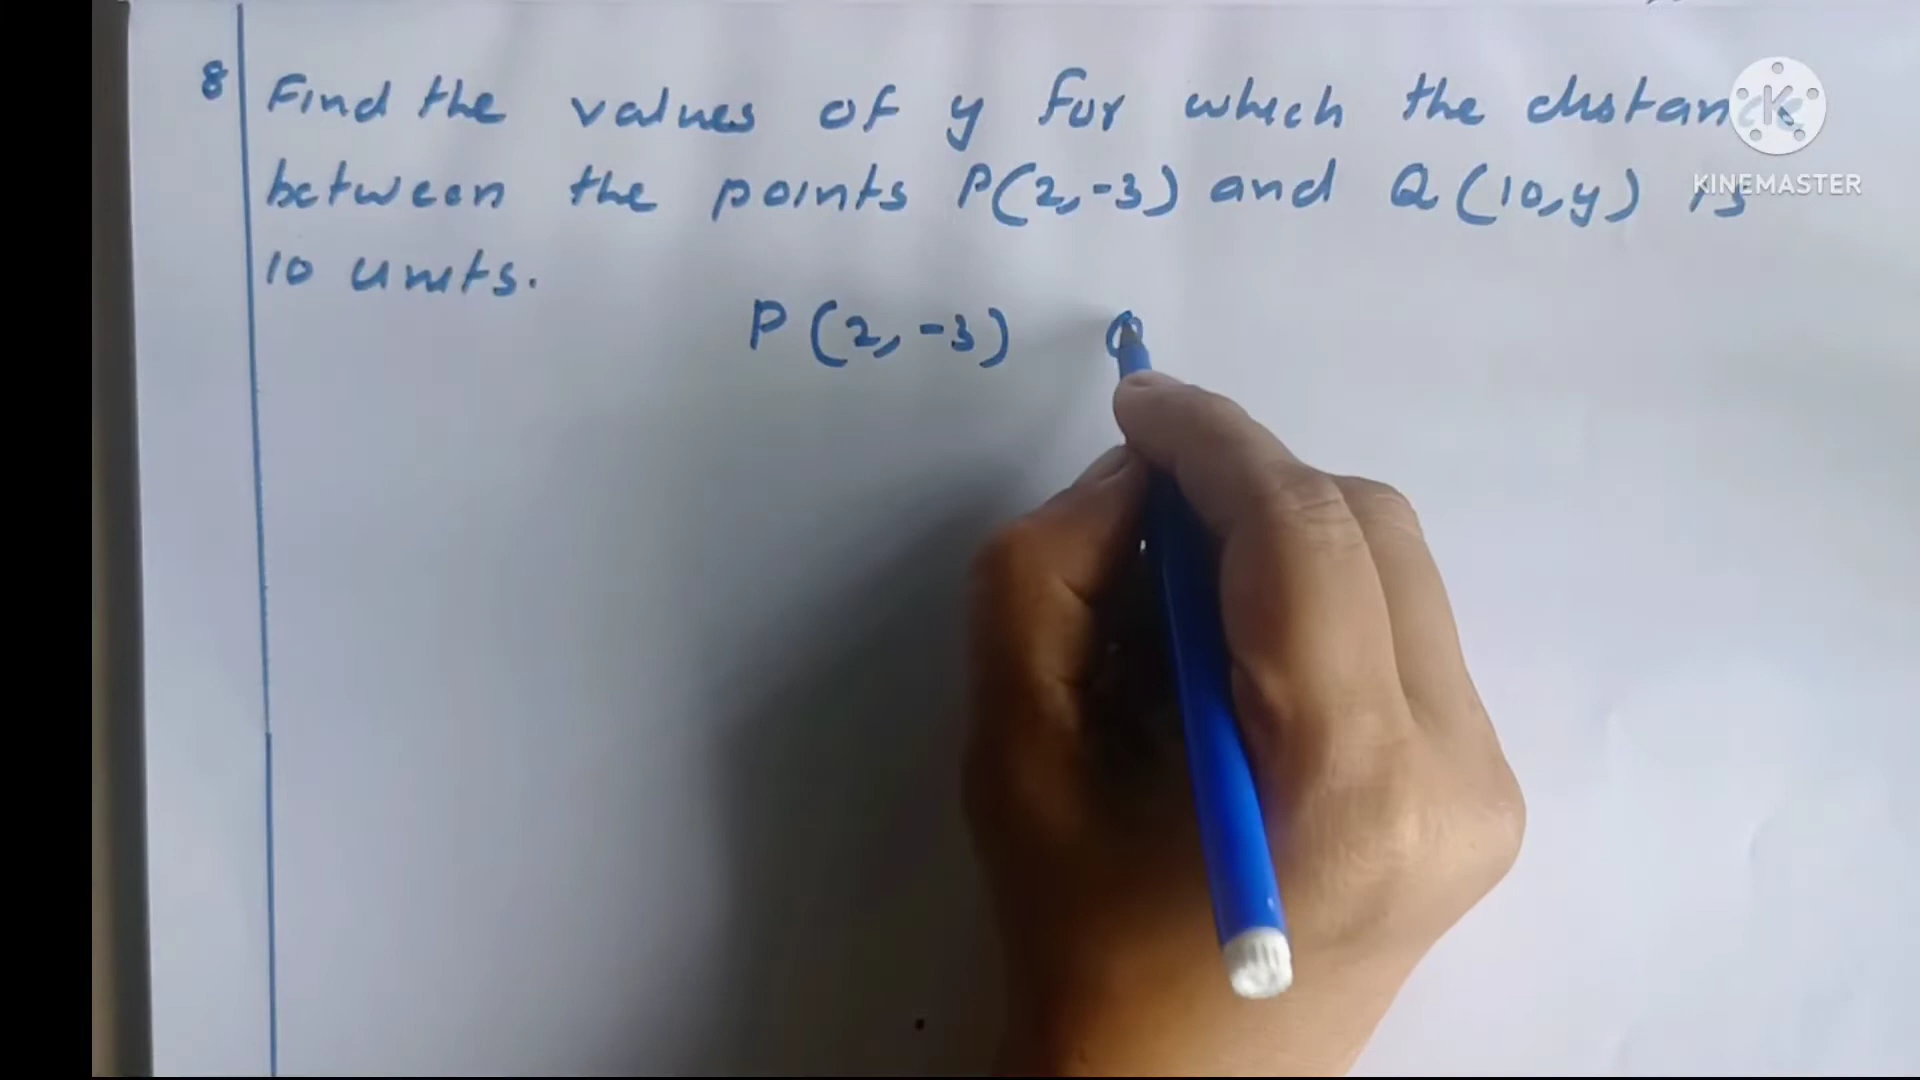 8 Find the values of y for which the distance
between the points P(2,-3) and Q(10,y) is
10 units.
P(2,-3) Q
KINEMASTER